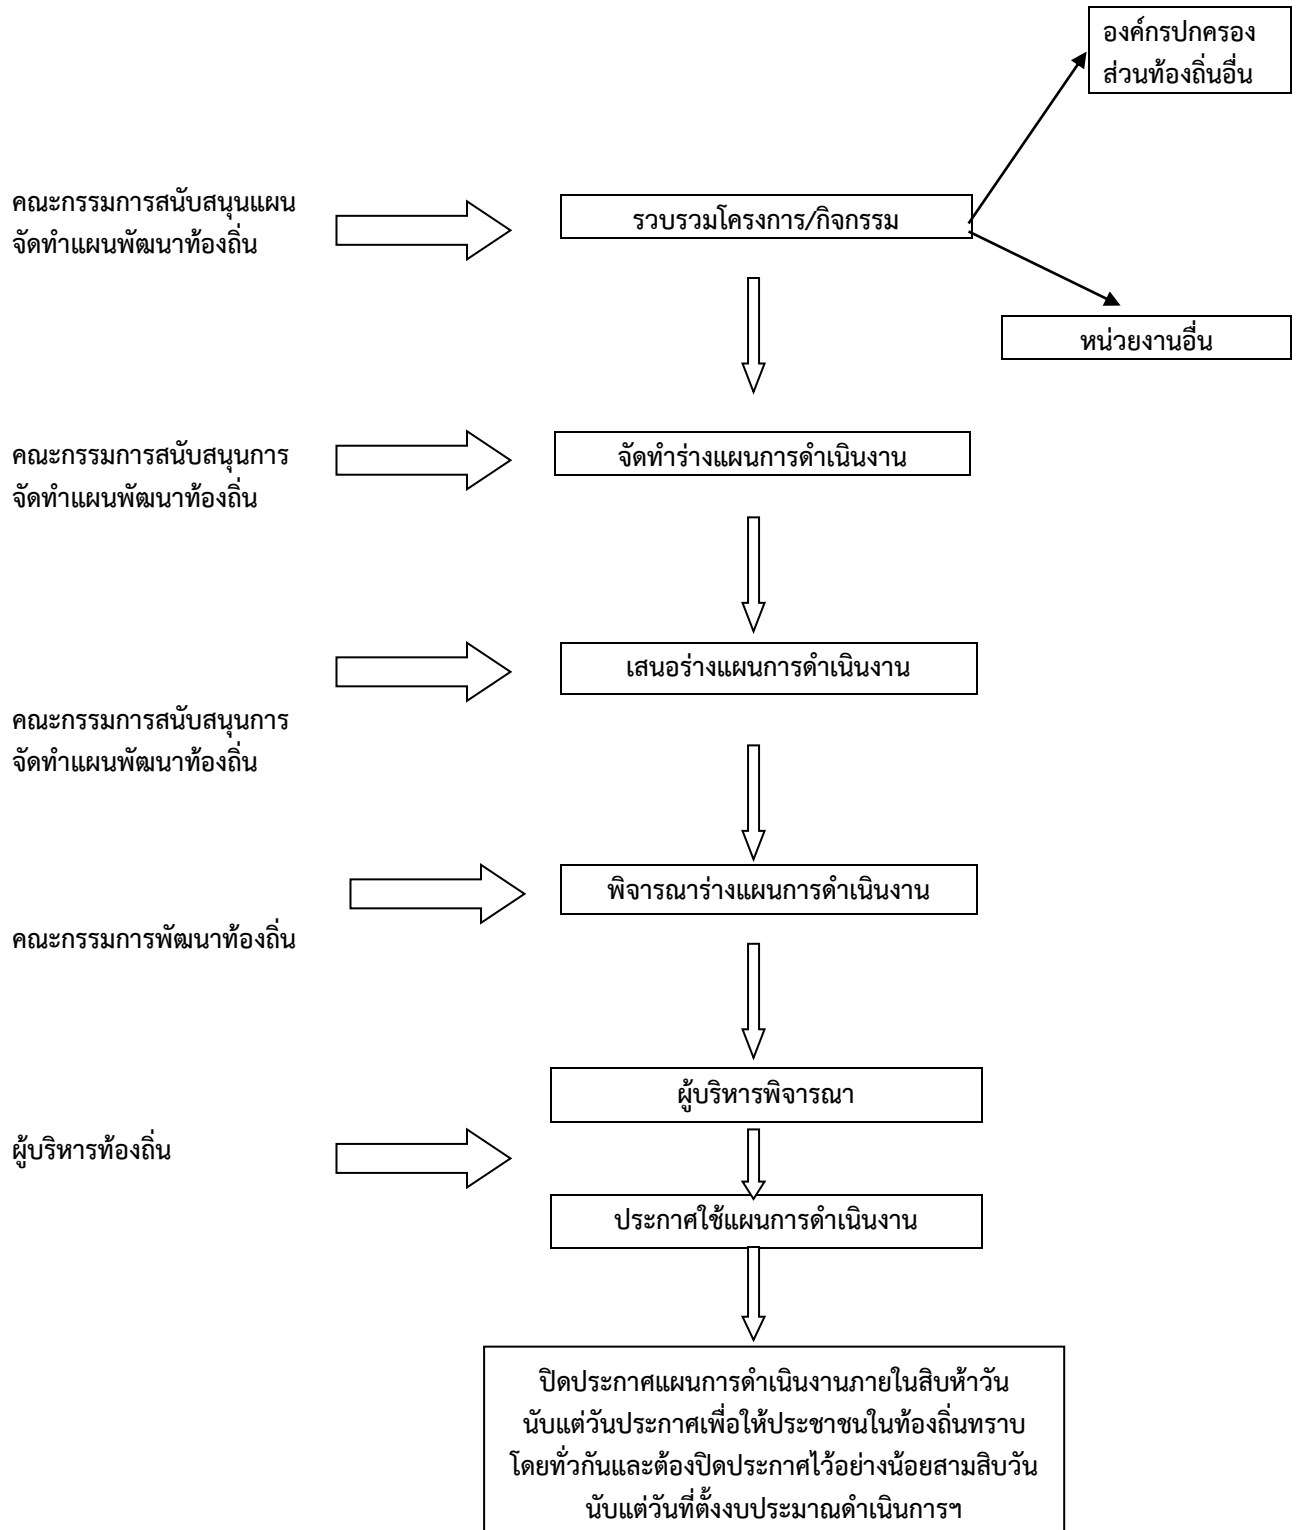 องค์กรปกครอง
ส่วนท้องถิ่นอื่น
คณะกรรมการสนับสนุนแผน
จัดทำแผนพัฒนาท้องถิ่น
รวบรวมโครงการ/กิจกรรม
หน่วยงานอื่น
คณะกรรมการสนับสนุนการ
จัดทำแผนพัฒนาท้องถิ่น
จัดทำร่างแผนการดำเนินงาน
เสนอร่างแผนการดำเนินงาน
คณะกรรมการสนับสนุนการ
จัดทำแผนพัฒนาท้องถิ่น
พิจารณาร่างแผนการดำเนินงาน
คณะกรรมการพัฒนาท้องถิ่น
ผู้บริหารพิจารณา
ผู้บริหารท้องถิ่น
ประกาศใช้แผนการดำเนินงาน
ปิดประกาศแผนการดำเนินงานภายในสิบห้าวัน
นับแต่วันประกาศเพื่อให้ประชาชนในท้องถิ่นทราบ
โดยทั่วกันและต้องปิดประกาศไว้อย่างน้อยสามสิบวัน
นับแต่วันที่ตั้งงบประมาณดำเนินการฯ